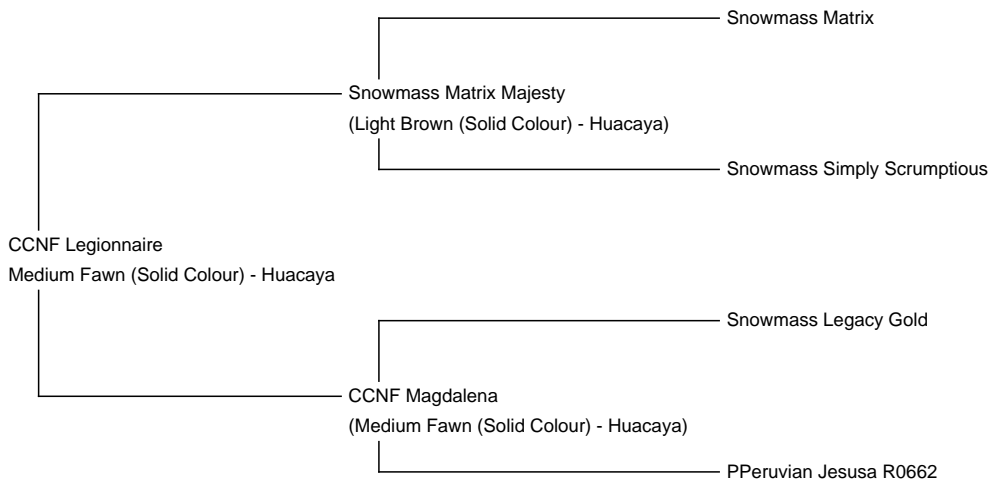 Snowmass Matrix
Snowmass Matrix Majesty
(Light Brown (Solid Colour) - Huacaya)
Snowmass Simply Scrumptious
CCNF Legionnaire
Medium Fawn (Solid Colour) - Huacaya
Snowmass Legacy Gold
CCNF Magdalena
(Medium Fawn (Solid Colour) - Huacaya)
PPeruvian Jesusa R0662